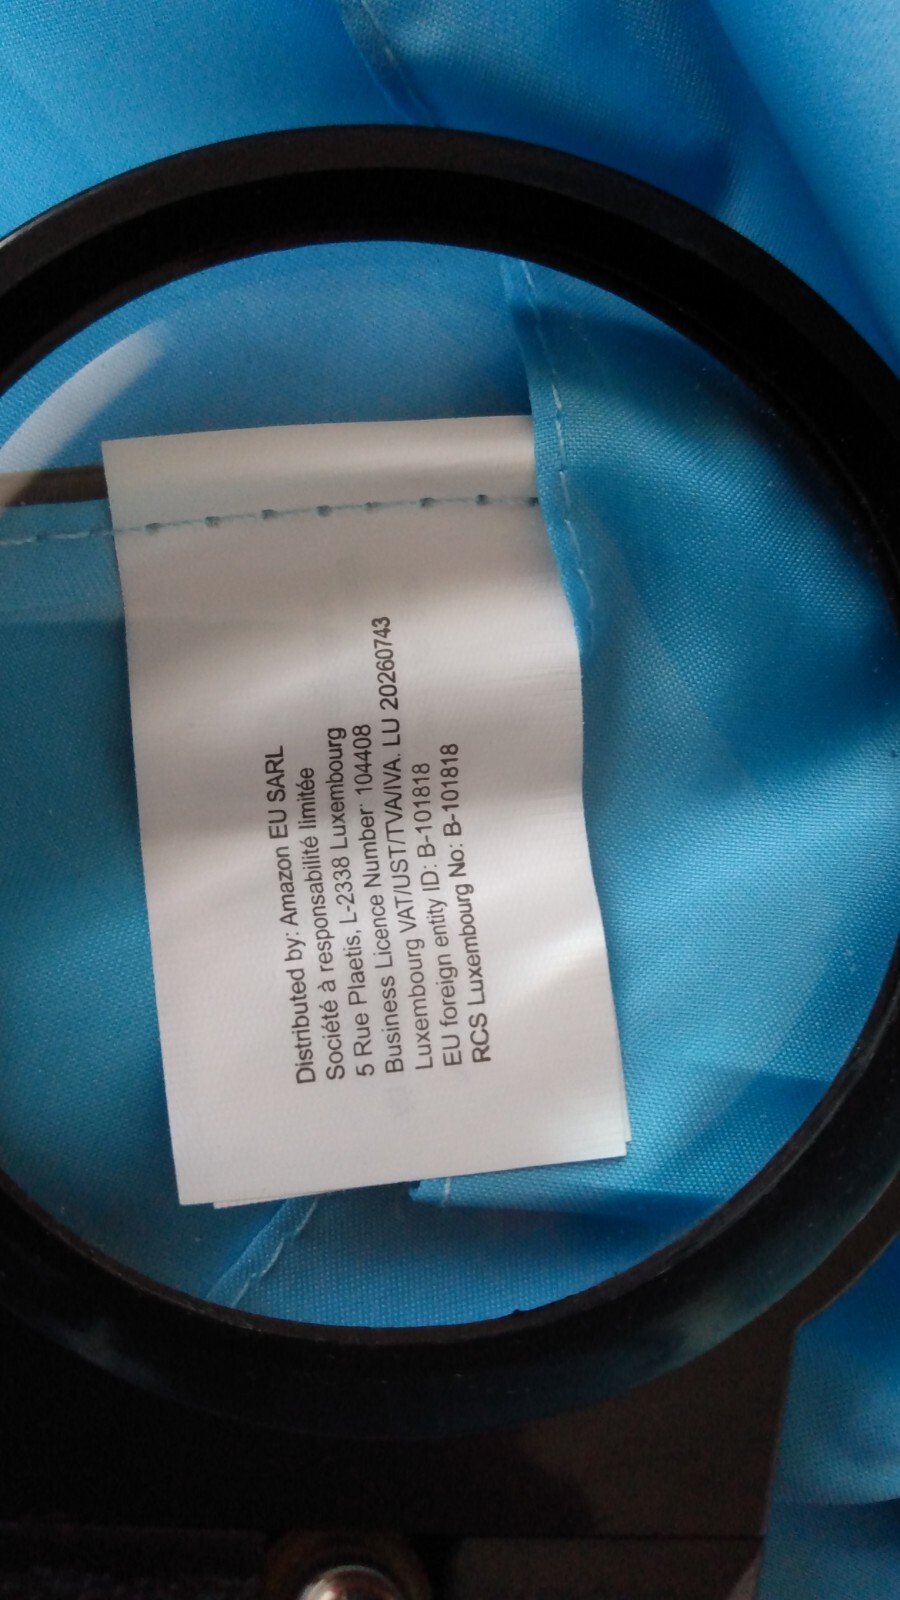 Distributed by: Amazon EU SARL
Société à responsabilité limitée
5 Rue Plaetis, L-2338 Luxembourg
Business Licence Number: 104408
Luxembourg VAT/UST/TVA/IVA. LU 20260743
EU foreign entity ID: B-101818
RCS Luxembourg No: B-101818